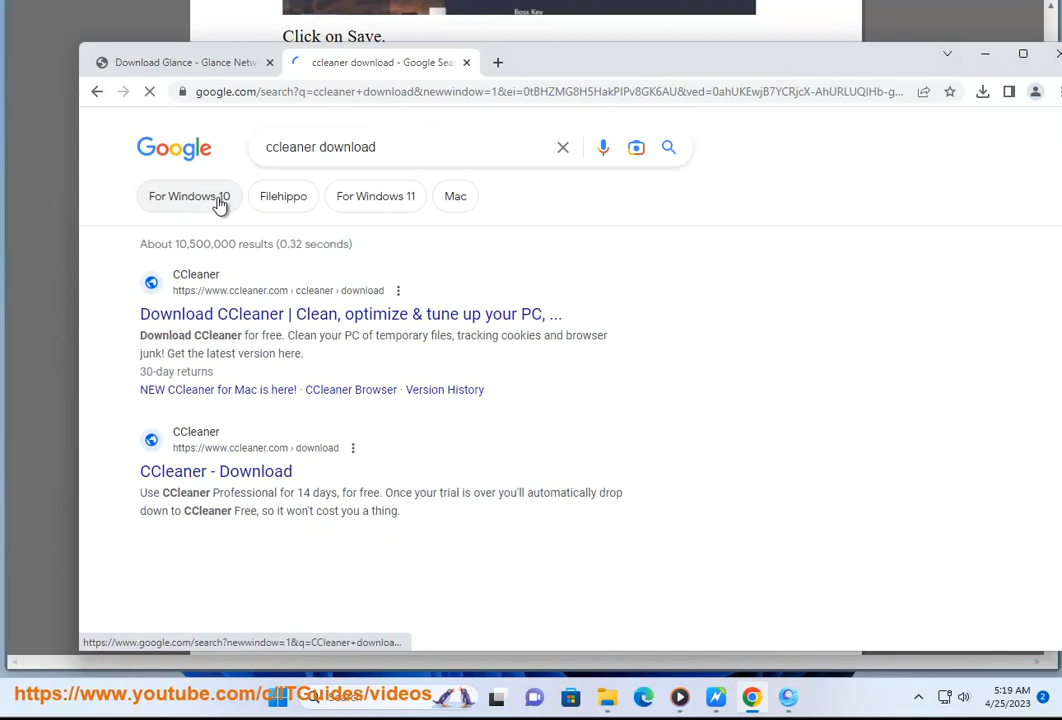 Boss Key
Click on Save.
Download Glance - Glance Netw
ccleaner download - Google Sea
google.com/search?q=ccleaner+download&newwindow=1&ei=0tBHZMG8H5HakPIPv8GK6AU&ved=0ahUKEwjB7YCRjcX-AhURLUQIHb-g...
Google
ccleaner download
For Windows 10
Filehippo
For Windows 11
Mac
About 10,500,000 results (0.32 seconds)
CCleaner
https://www.ccleaner.com › ccleaner › download
Download CCleaner | Clean, optimize & tune up your PC, ...
Download CCleaner for free. Clean your PC of temporary files, tracking cookies and browser
junk! Get the latest version here.
30-day returns
NEW CCleaner for Mac is here! · CCleaner Browser · Version History
CCleaner
https://www.ccleaner.com › download
CCleaner - Download
Use CCleaner Professional for 14 days, for free. Once your trial is over you'll automatically drop
down to CCleaner Free, so it won't cost you a thing.
https://www.google.com/search?newwindow=1&q=CCleaner+downloa...
https://www.youtube.com/c/ITGuides/videos
Search
5:19 AM
4/25/2023
2